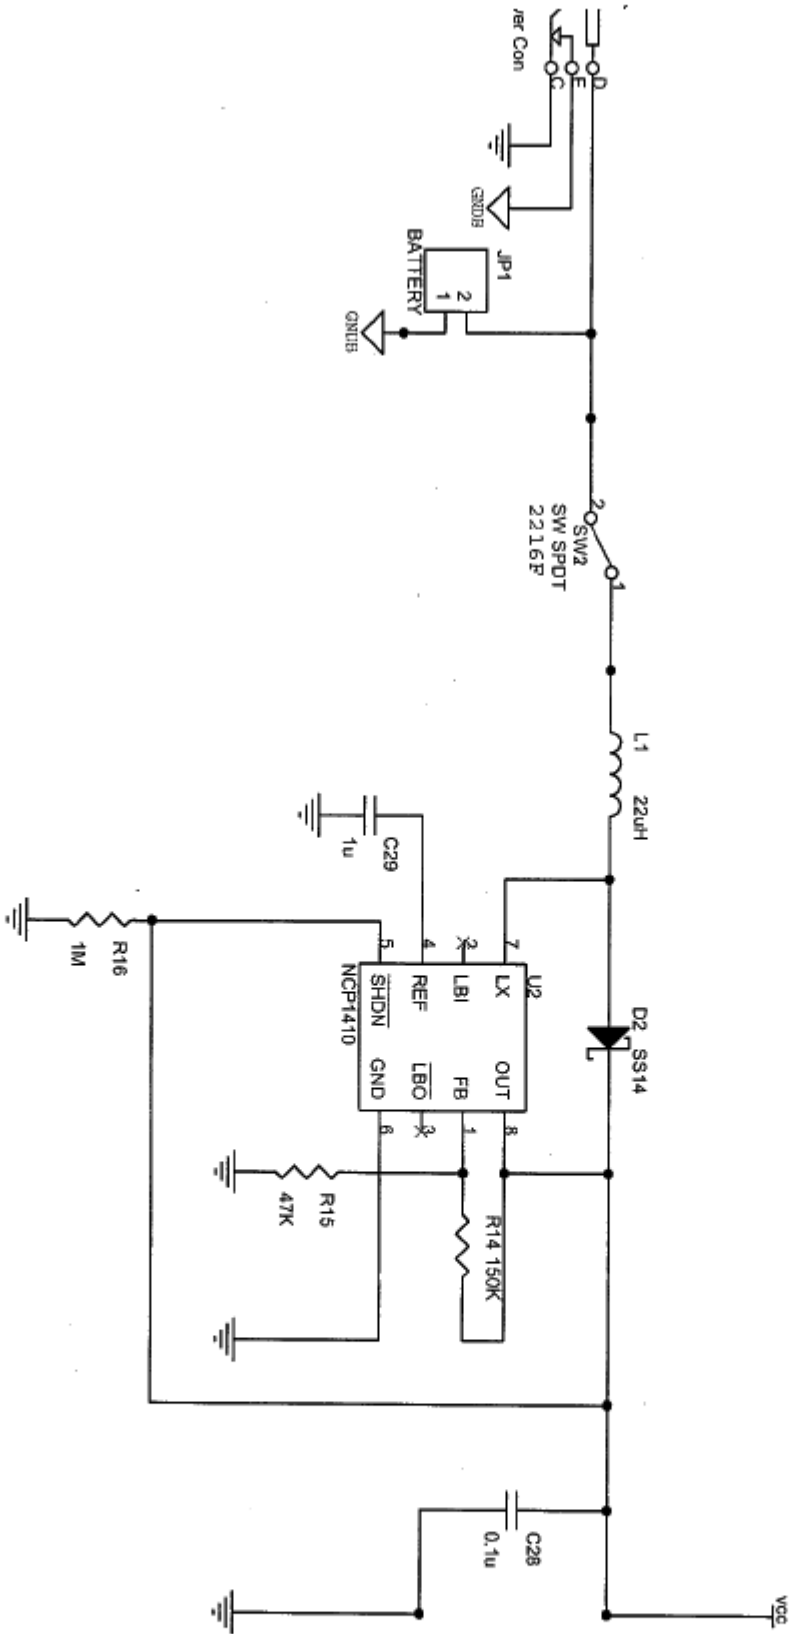 ver Con
C
E
D
GNDB
JP1
BATTERY
2
1
GNDB
2
SW2
1
SW SPDT
2216F
L1
22uH
C29
1u
R16
1M
5
4
2
7
U2
SHDN
REF
LBI
LX
NCP1410
GND
LBO
FB
OUT
6
3
1
8
D2
SS14
R15
47K
R14 150K
C28
0.1u
VCC